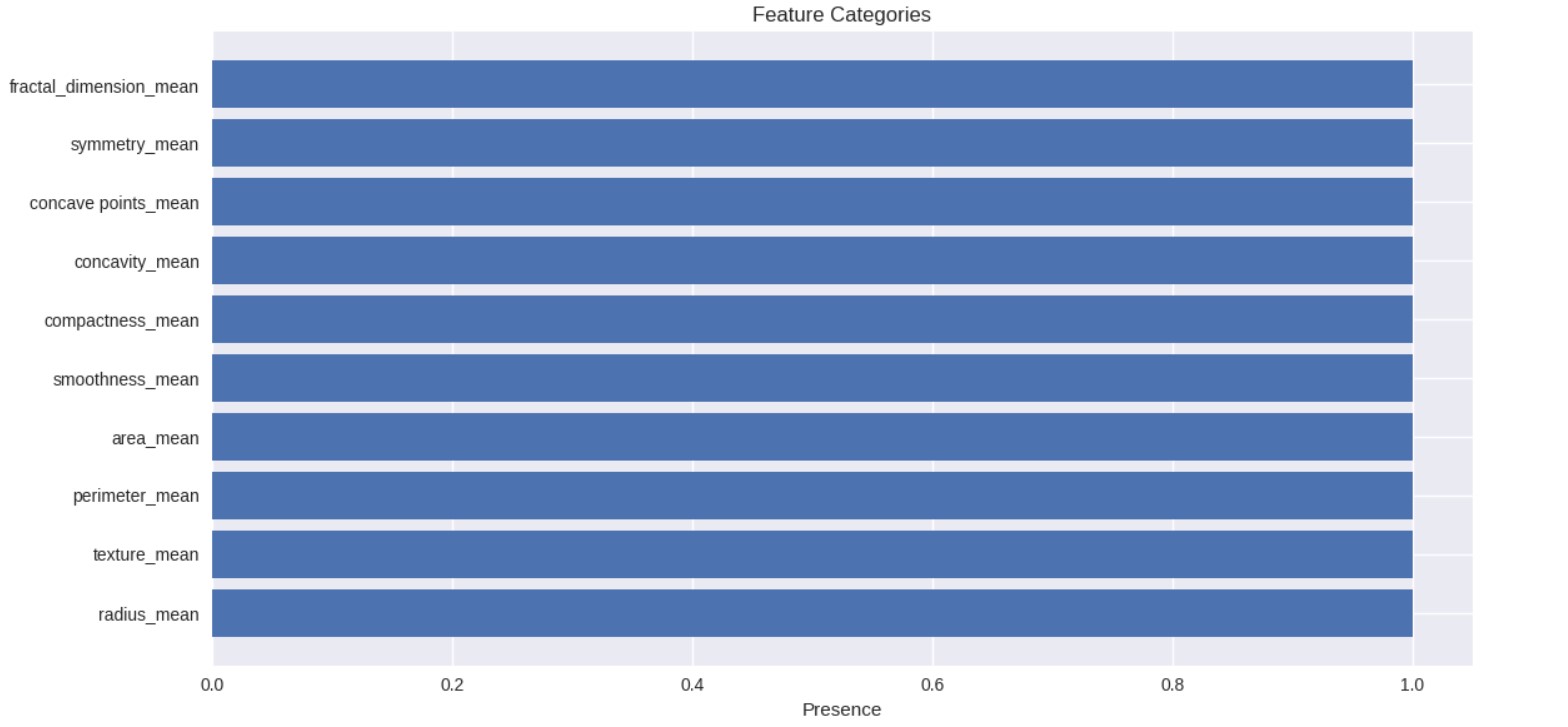 Feature Categories
fractal_dimension_mean
symmetry_mean
concave points_mean
concavity_mean
compactness_mean
smoothness_mean
area_mean
perimeter_mean
texture_mean
radius_mean
0.0 0.2 0.4 0.6 0.8 1.0
Presence